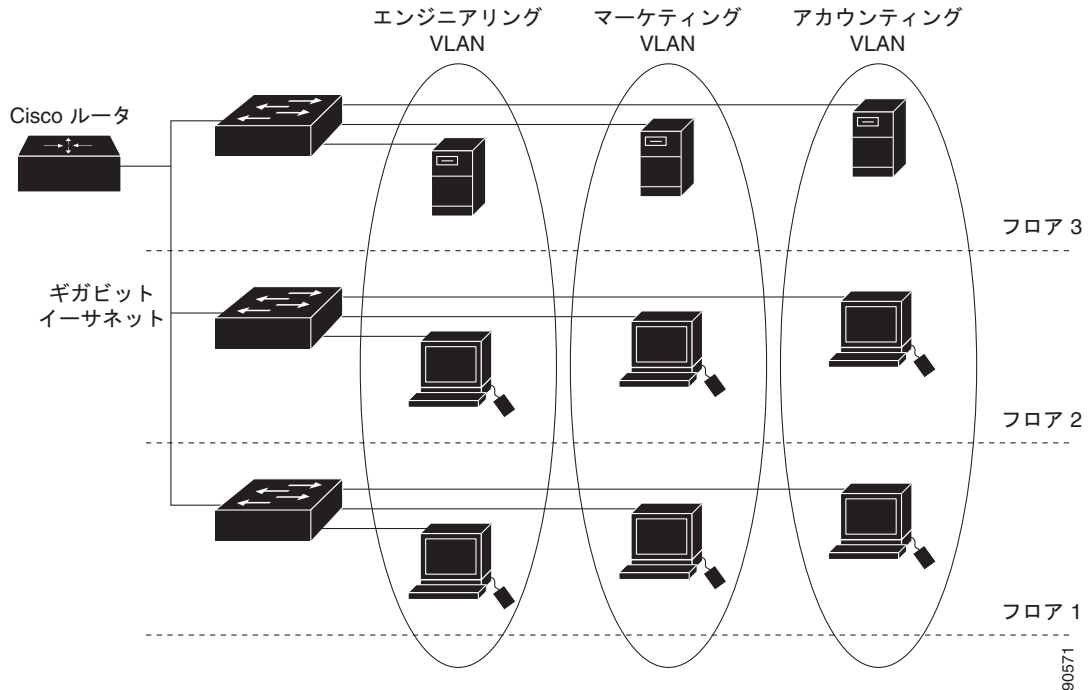 エンジニアリング
VLAN
マーケティング
VLAN
アカウンティング
VLAN
Cisco ルータ
フロア 3
ギガビット
イーサネット
フロア 2
フロア 1
90571